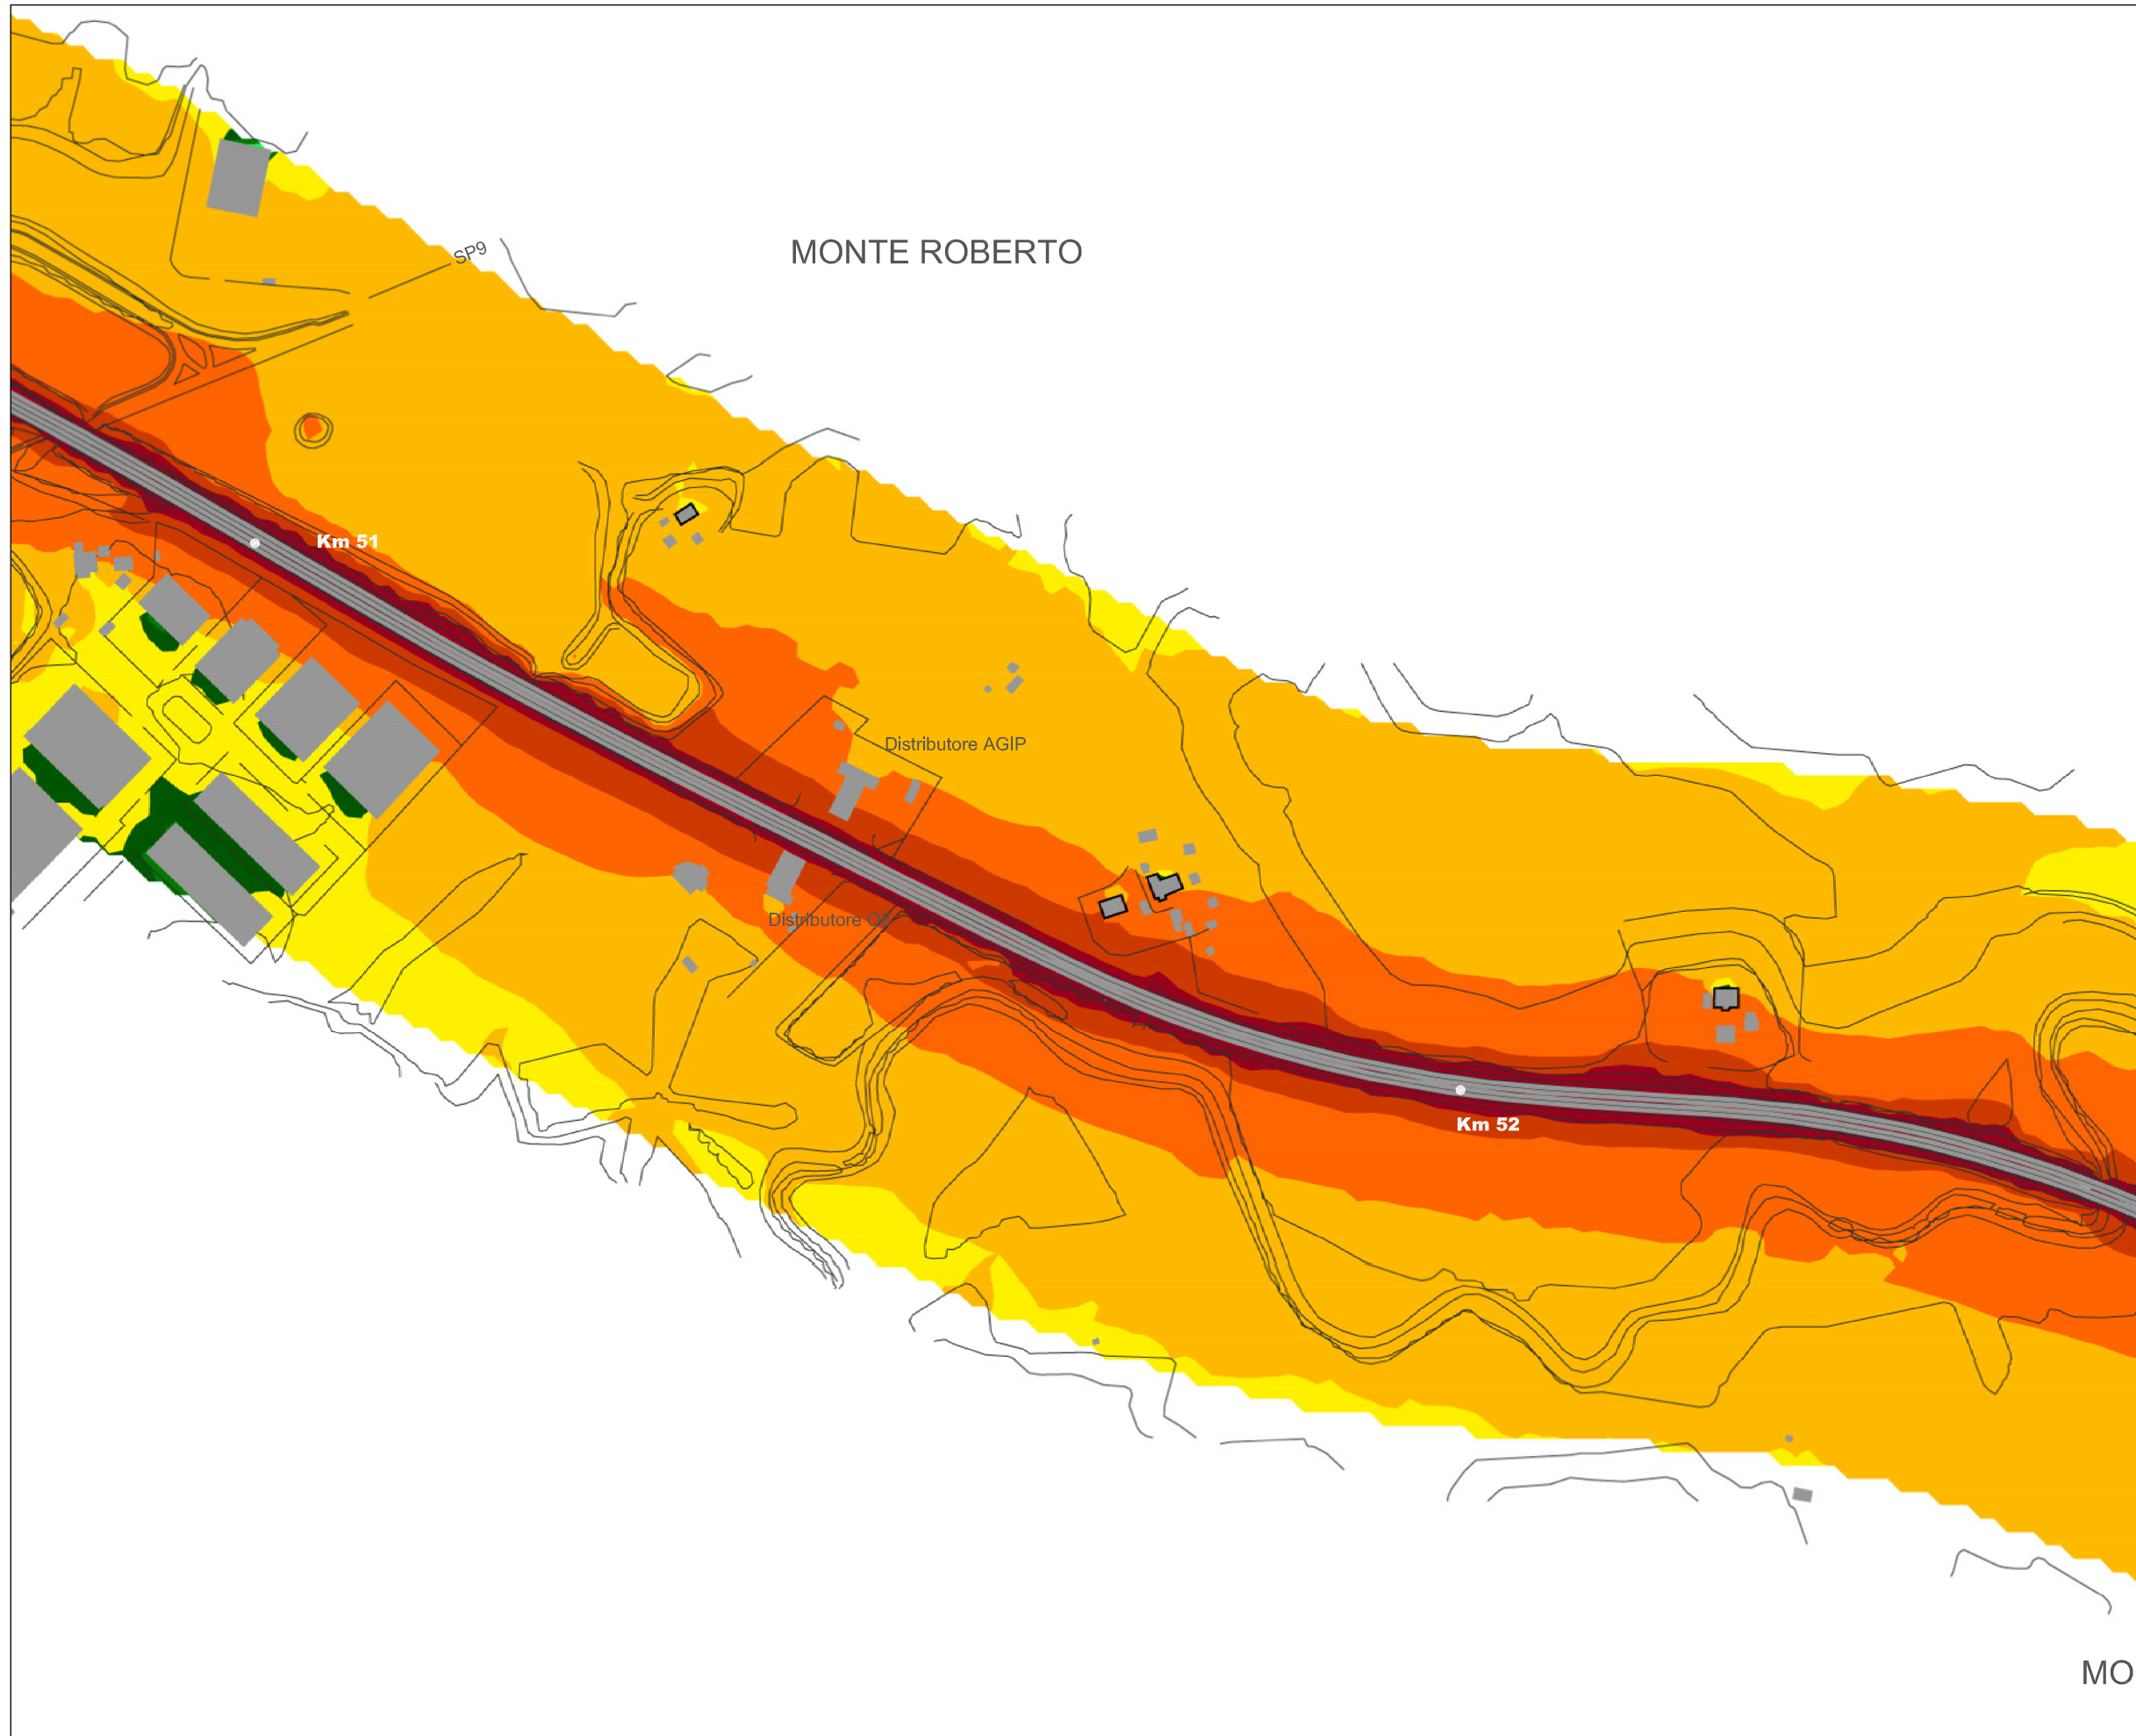 MONTE ROBERTO
SP9
Km 51
Distributore AGIP
Distributore
Km 52
MO